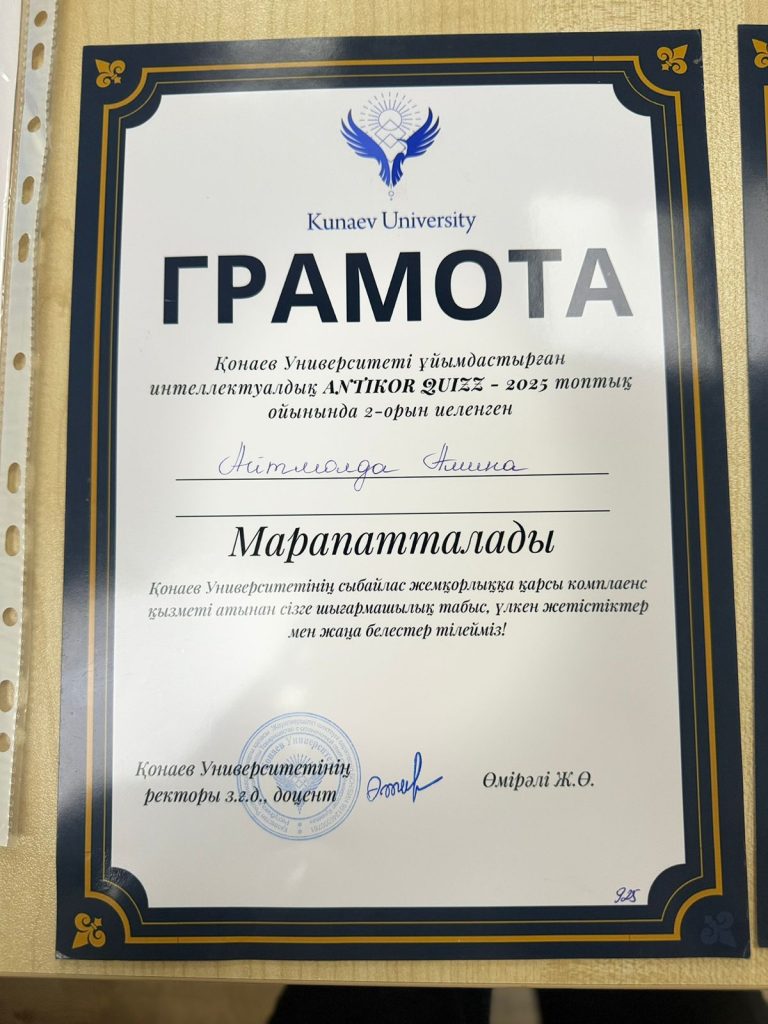 Kunaev University
ГРАМОТА
Қонаев Университеті ұйымдастырған
интеллектуалдық ANTIKOR QUIZZ - 2025 топтық
ойынында 2-орын иеленген
Айтмолда Амина
Марапатталады
Қонаев Университетінің сыбайлас жемқорлыққа қарсы комплаенс
қызметі атынан сізге шығармашылық табыс, үлкен жетістіктер
мен жаңа белестер тілейміз!
Қонаев Университетінің
ректоры з.ғ.д., доцент
Өмірәлі Ж.Ө.